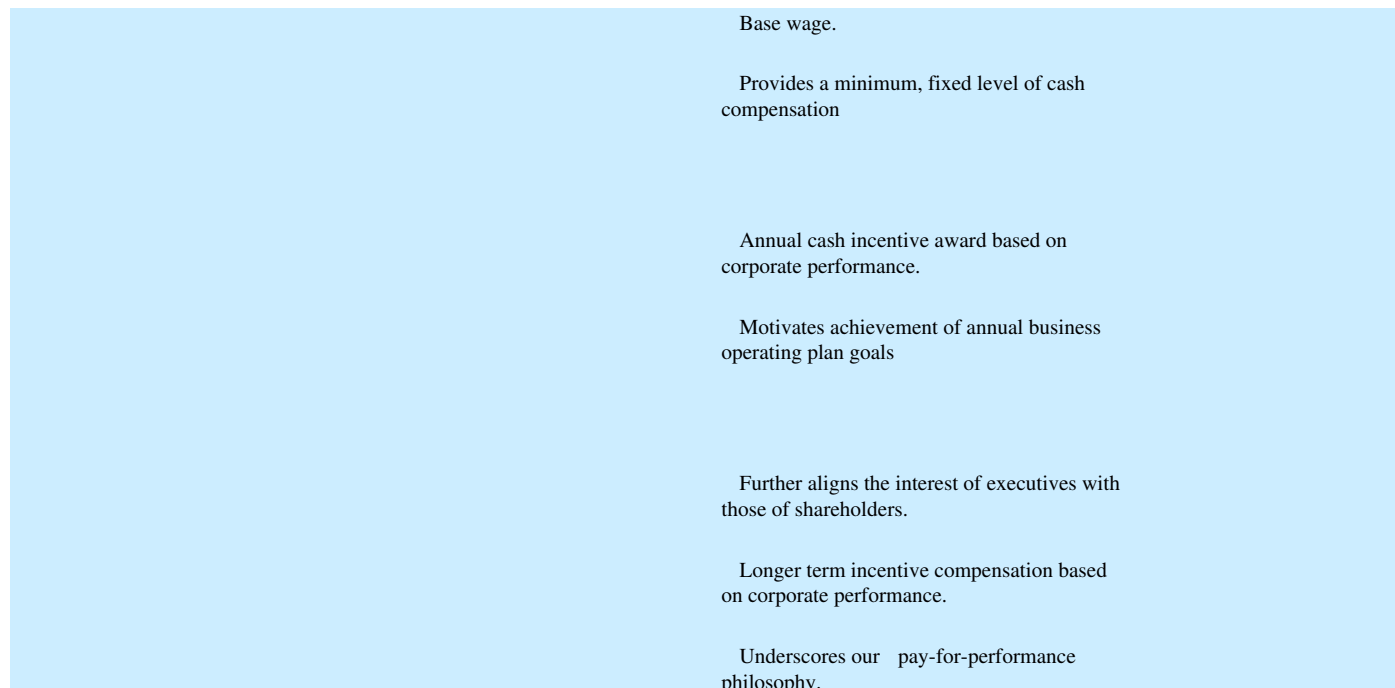 Base wage.
Provides a minimum, fixed level of cash
compensation
Annual cash incentive award based on
corporate performance.
Motivates achievement of annual business
operating plan goals
Further aligns the interest of executives with
those of shareholders.
Longer term incentive compensation based
on corporate performance.
Underscores our pay-for-performance
philosophy.